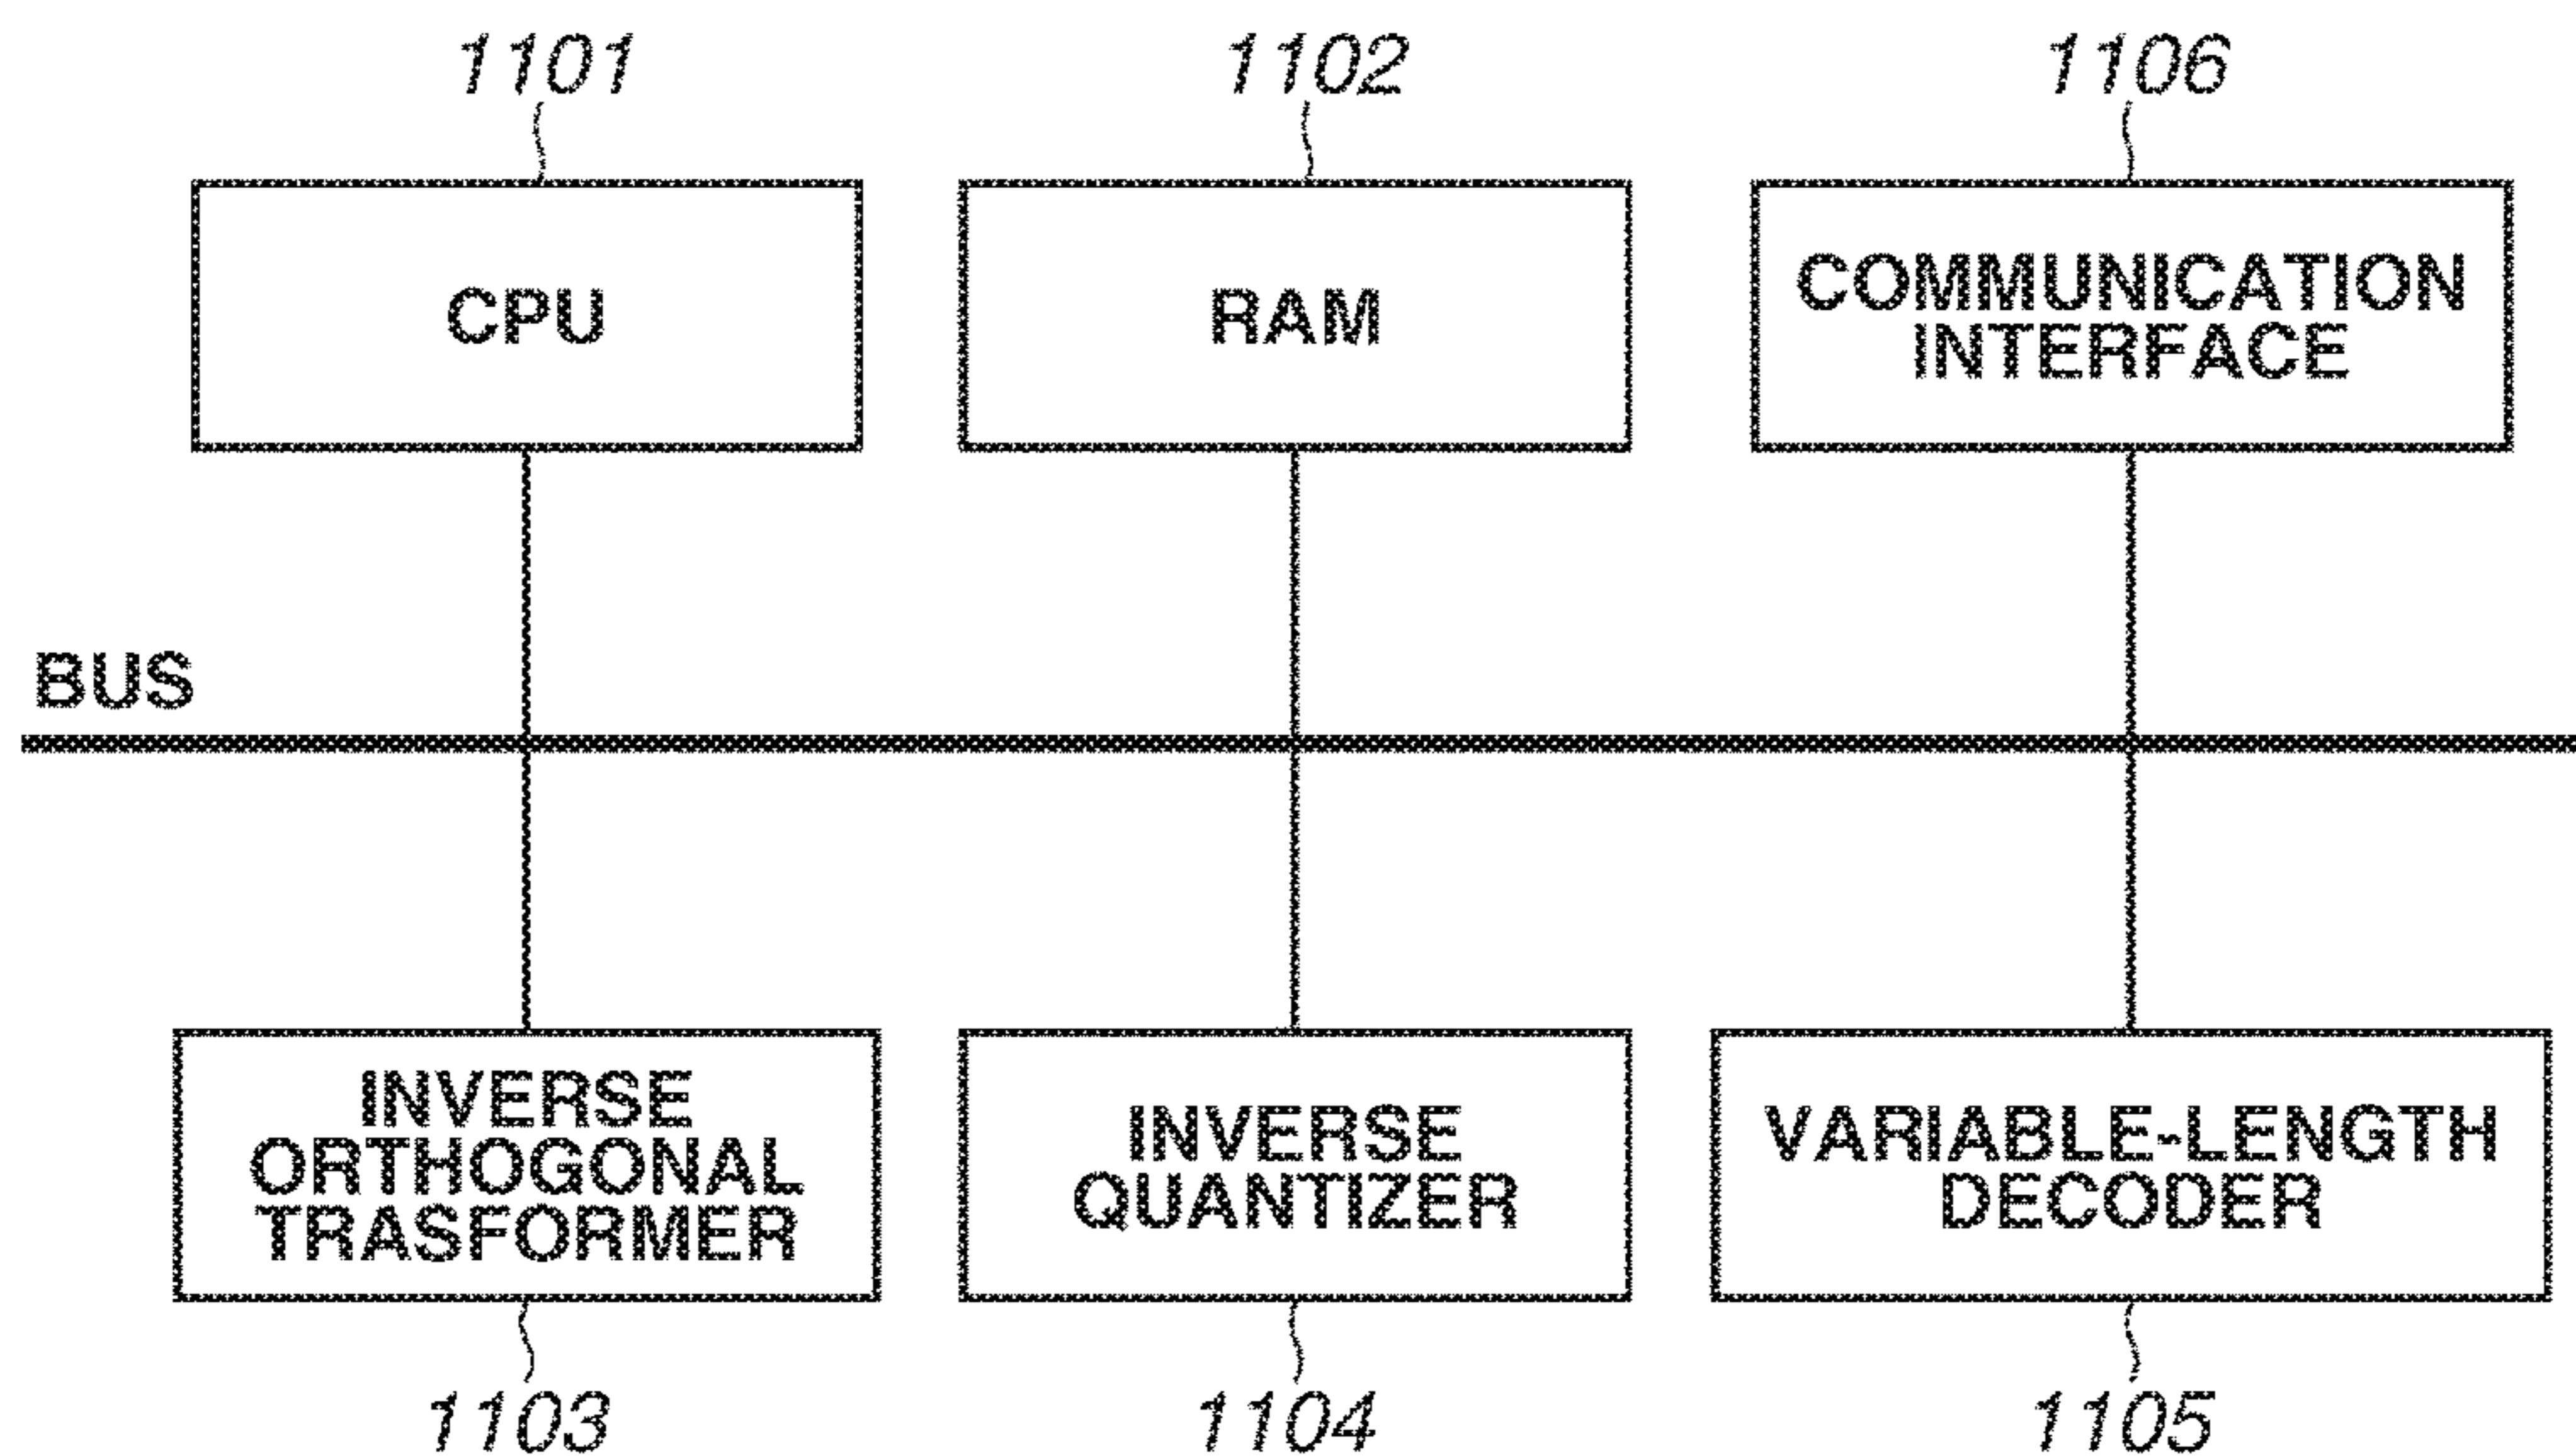 1101
1102
1106
CPU
RAM
COMMUNICATION
INTERFACE
BUS
INVERSE
ORTHOGONAL
TRASFORMER
INVERSE
QUANTIZER
VARIABLE-LENGTH
DECODER
1103
1104
1105